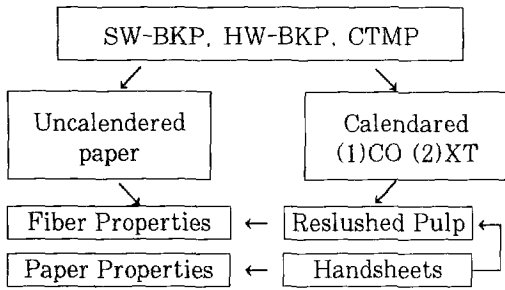 SW-BKP, HW-BKP, CTMP
Uncalendered
paper
Calendared
(1)CO (2)XT
Fiber Properties ← Reslushed Pulp
Paper Properties ← Handsheets